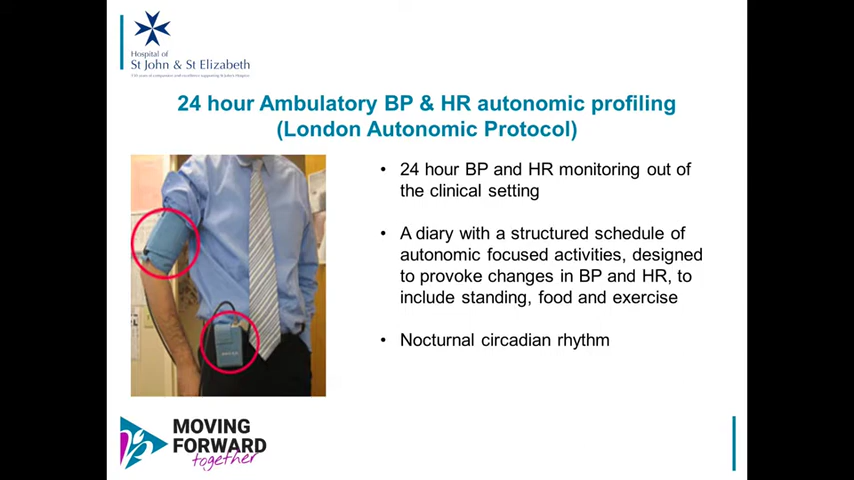 Hospital of
St John & St Elizabeth
24 hour Ambulatory BP & HR autonomic profiling
(London Autonomic Protocol)
• 24 hour BP and HR monitoring out of
the clinical setting
• A diary with a structured schedule of
autonomic focused activities, designed
to provoke changes in BP and HR, to
include standing, food and exercise
• Nocturnal circadian rhythm
MOVING
FORWARD
together